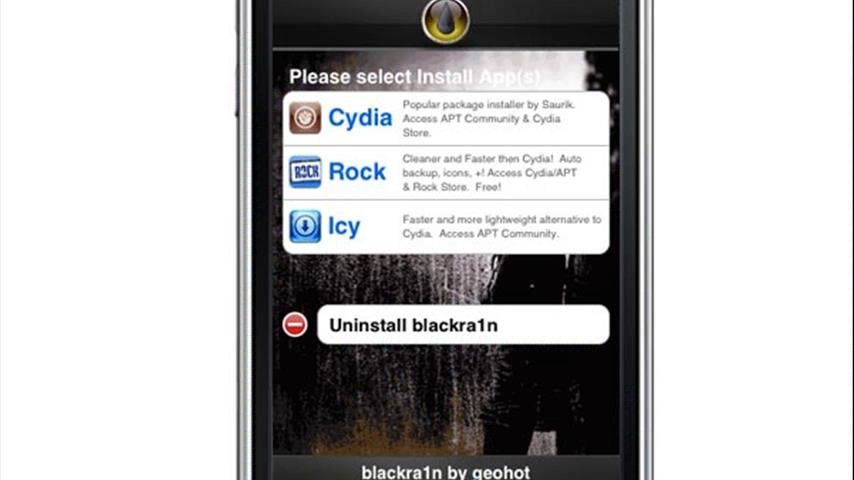 Please select Install App(s)
Cydia
Popular package installer by Saurik.
Access APT Community & Cydia
Store.
ROCK
Rock
Cleaner and Faster then Cydia! Auto
backup, icons, +! Access Cydia/APT
& Rock Store. Free!
Icy
Faster and more lightweight alternative to
Cydia. Access APT Community.
Uninstall blackra1n
blackra1n by geohot